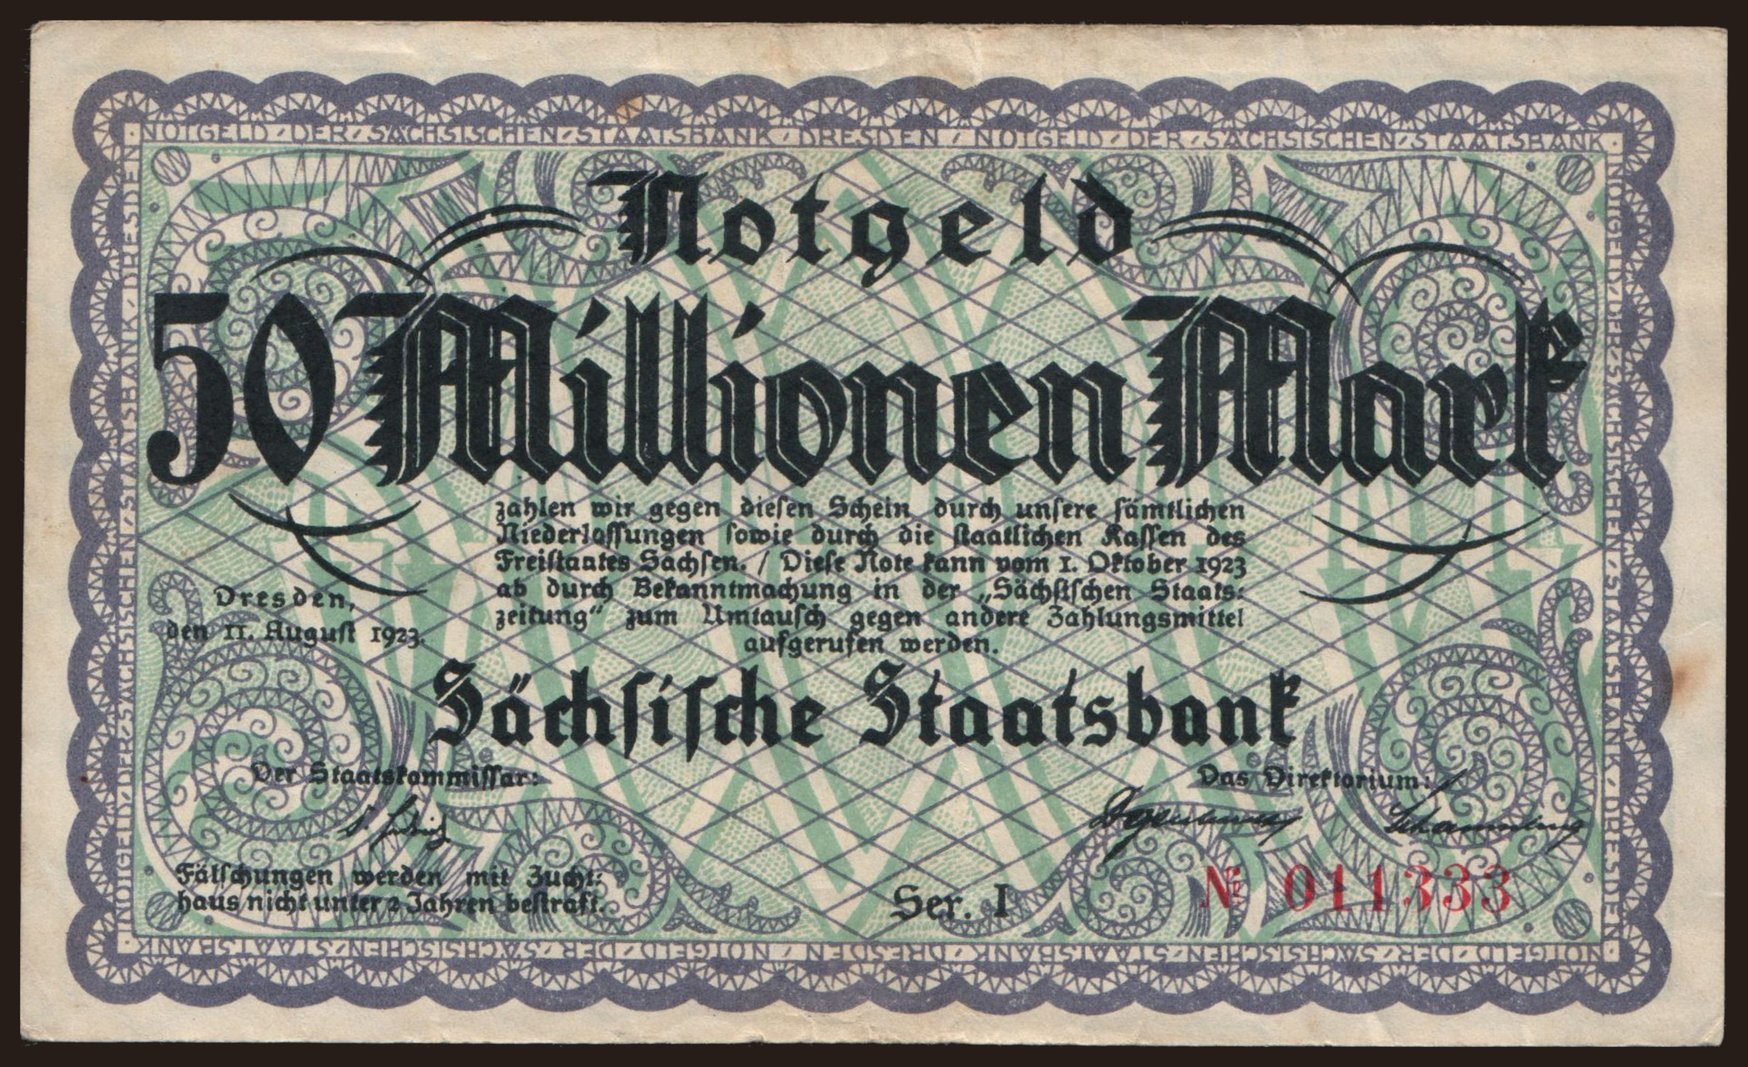 NOTGELD / DER / SÄCHSISCHEN / STAATSBANK / DRESDEN / NOTGELD / DER / SÄCHSISCHEN / STAATSBANK
Notgeld
50 Millionen Mark
zahlen wir gegen diesen Schein durch unsere sämtlichen
Niederlassungen sowie durch die staatlichen Kassen des
Freistaates Sachsen. / Diese Note kann vom 1. Oktober 1923
ab durch Bekanntmachung in der „Sächsischen Staats-
zeitung“ zum Umtausch gegen andere Zahlungsmittel
aufgerufen werden.
Dresden,
den 11. August 1923.
Sächsische Staatsbank
Der Staatskommissar:
Das Direktorium:
Fälschungen werden mit Zucht-
haus nicht unter 2 Jahren bestraft.
Ser. I
№ 011333